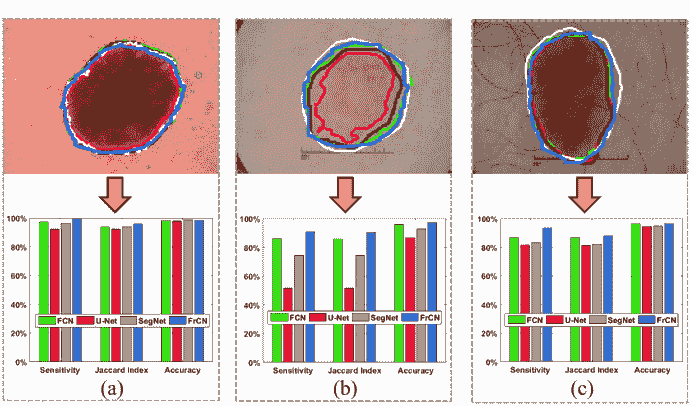 100%
80%
60%
40%
20%
0%
FCN U-Net SegNet FrCN
Sensitivity Jaccard Index Accuracy
(a)
100%
80%
60%
40%
20%
0%
FCN U-Net SegNet FrCN
Sensitivity Jaccard Index Accuracy
(b)
100%
80%
60%
40%
20%
0%
FCN U-Net SegNet FrCN
Sensitivity Jaccard Index Accuracy
(c)